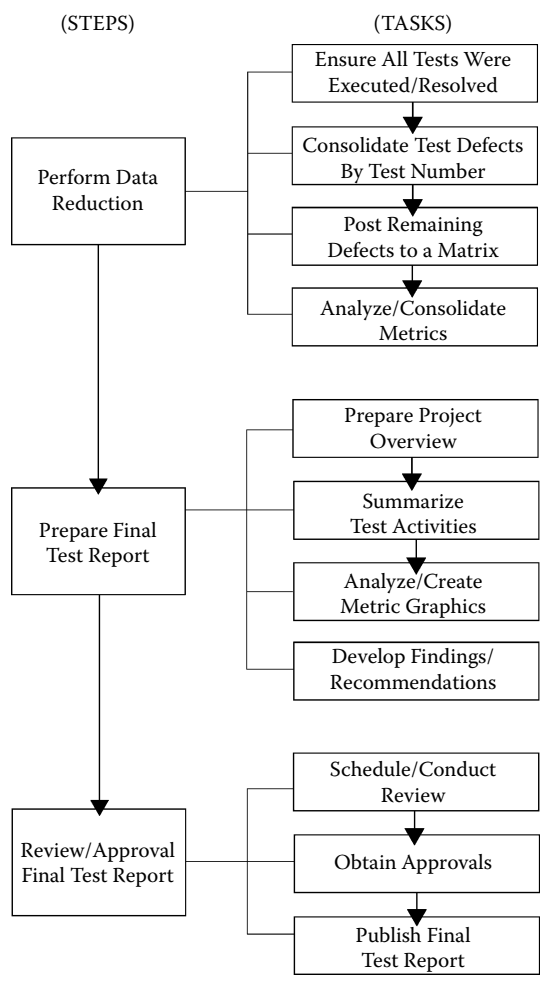 (STEPS)
(TASKS)
Perform Data
Reduction
Ensure All Tests Were
Executed/Resolved
Consolidate Test Defects
By Test Number
Post Remaining
Defects to a Matrix
Analyze/Consolidate
Metrics
Prepare Final
Test Report
Prepare Project
Overview
Summarize
Test Activities
Analyze/Create
Metric Graphics
Develop Findings/
Recommendations
Review/Approval
Final Test Report
Schedule/Conduct
Review
Obtain Approvals
Publish Final
Test Report